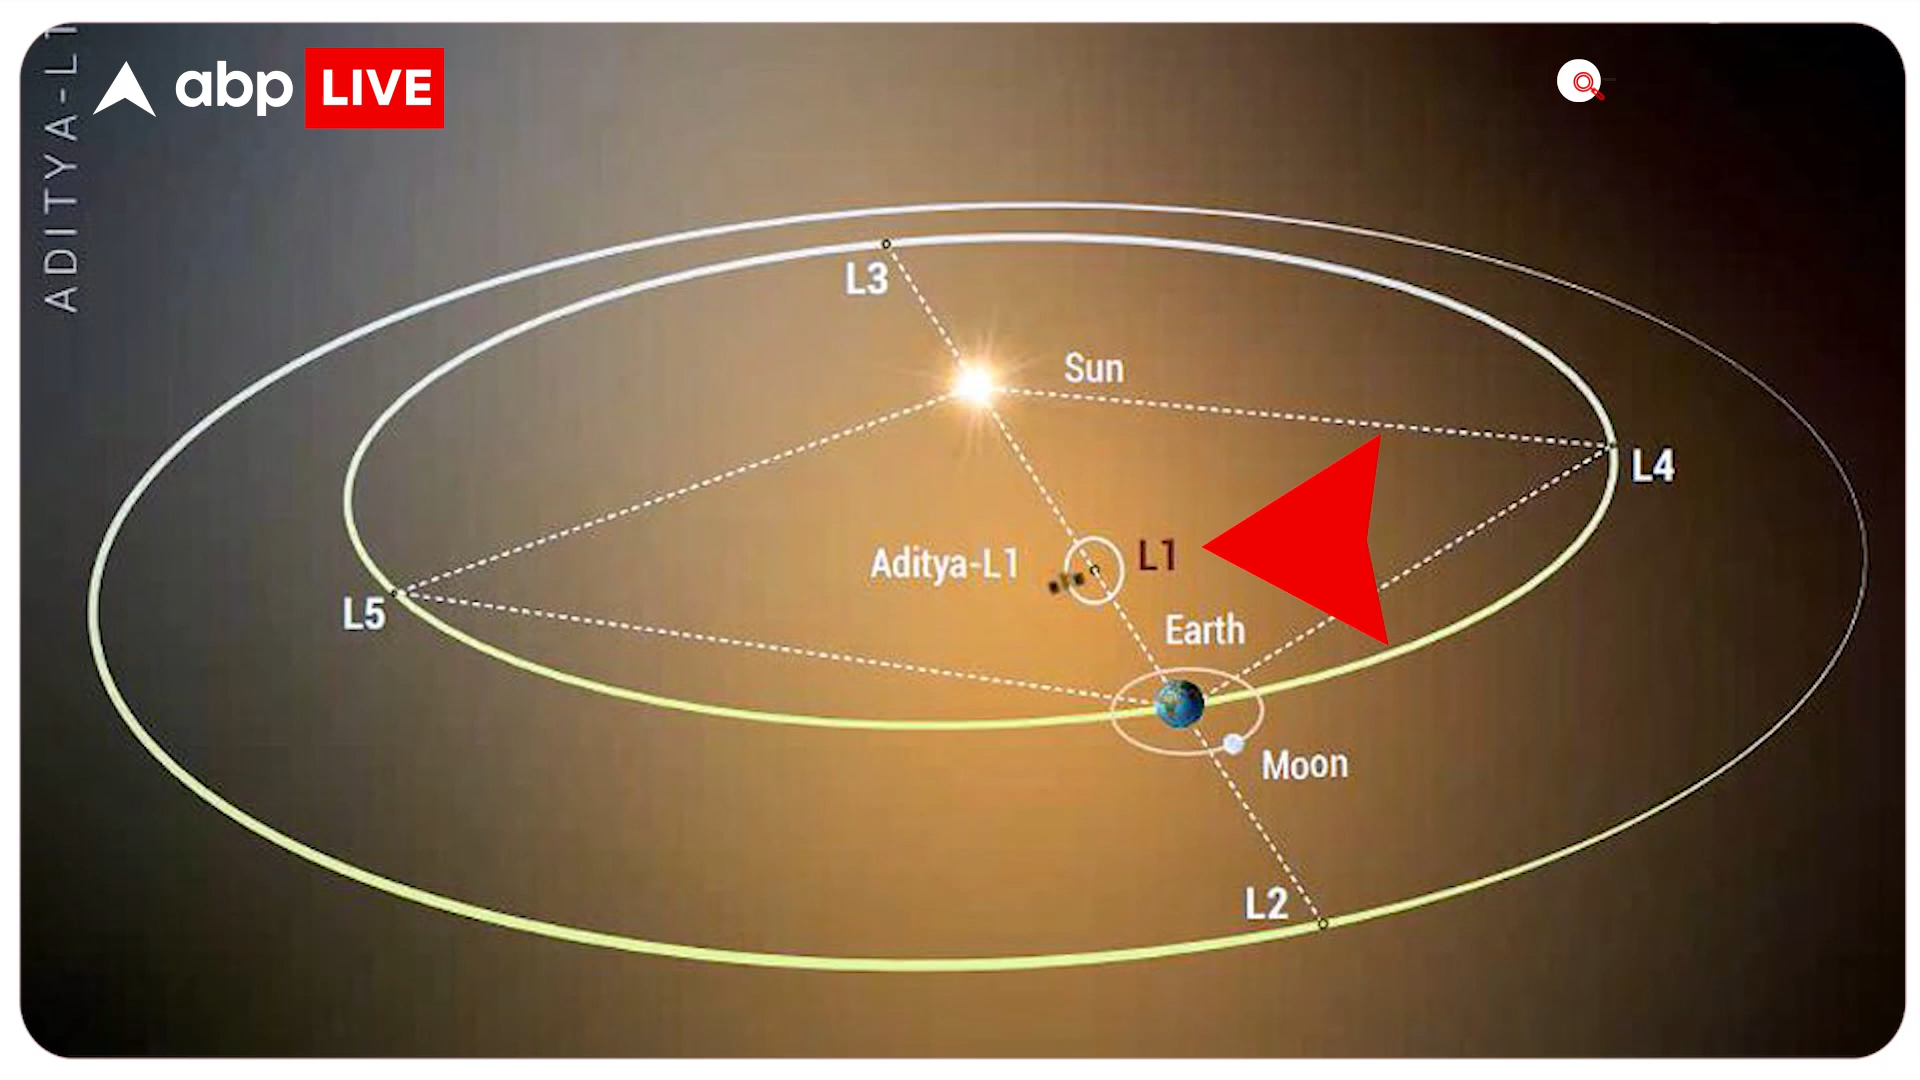 ADITYA-L1
abp LIVE
L3
Sun
L4
Aditya-L1
L1
L5
Earth
Moon
L2